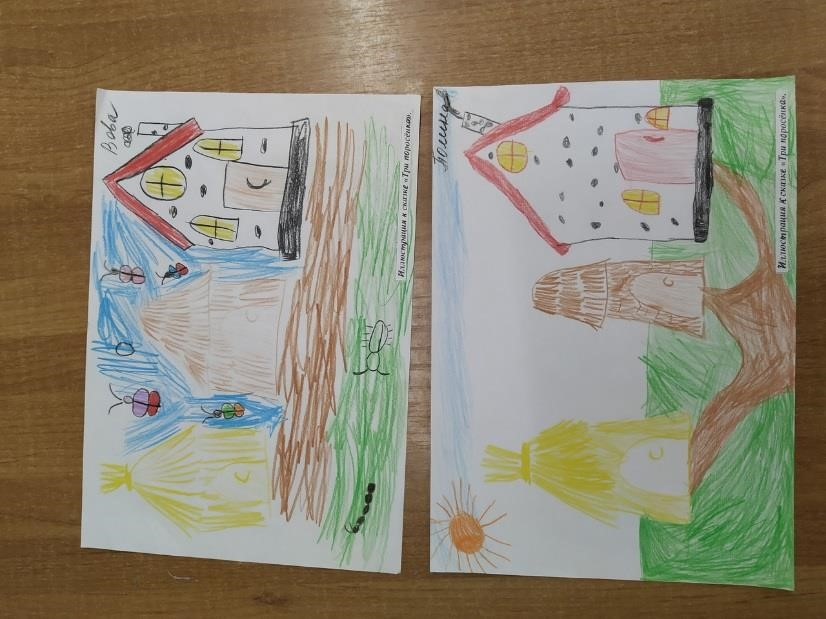 Вова
Иллюстрация к сказке «Три поросёнка».
Полина
Иллюстрация к сказке «Три поросёнка».